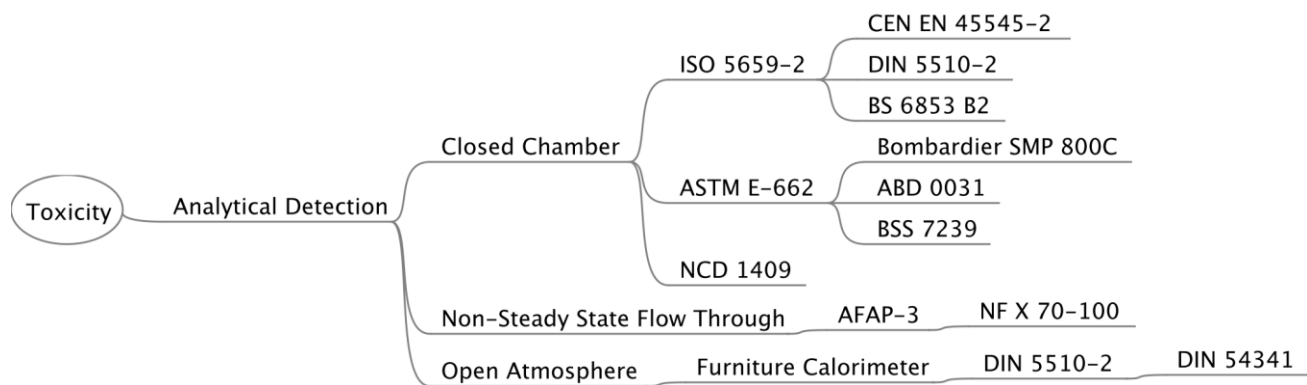 Toxicity
Analytical Detection
Closed Chamber
ISO 5659-2
CEN EN 45545-2
DIN 5510-2
BS 6853 B2
ASTM E-662
Bombardier SMP 800C
ABD 0031
BSS 7239
NCD 1409
Non-Steady State Flow Through
AFAP-3
NF X 70-100
Open Atmosphere
Furniture Calorimeter
DIN 5510-2
DIN 54341